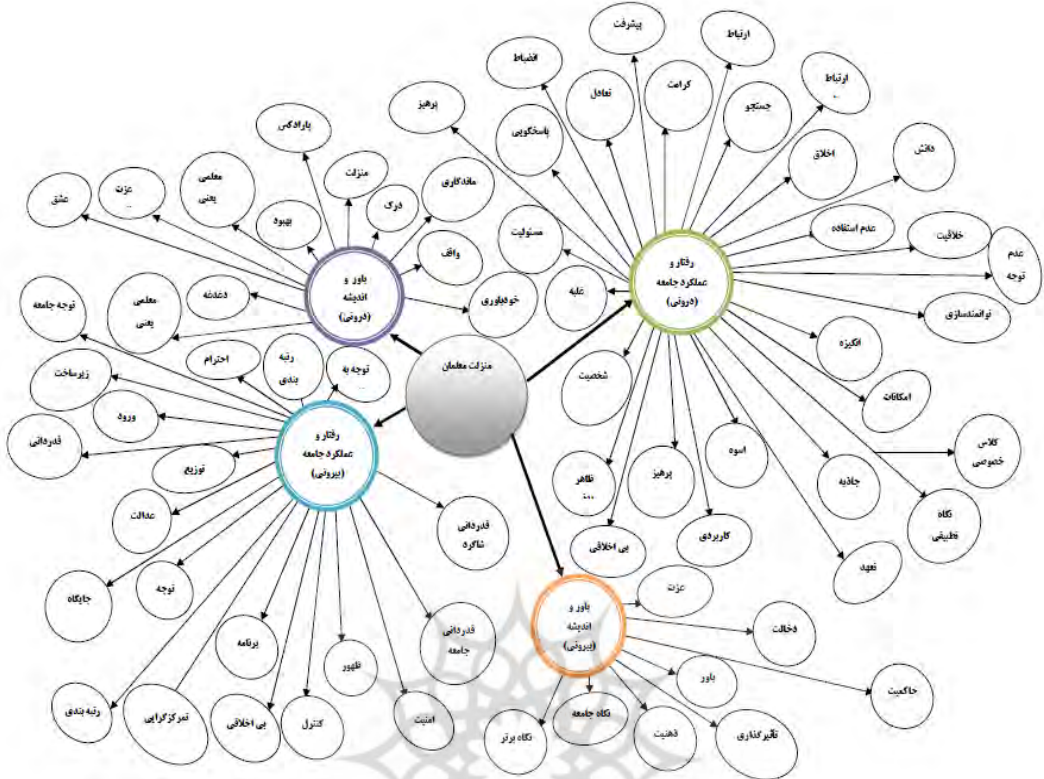 منزلت معلمان
رفتار و
عملکرد جامعه
(درونی)
پیشرفت
ارتباط
ارتباط
انضباط
تعادل
کرامت
جستجو
پرهیز
پاسخگویی
اخلاق
دانش
مسئولیت
عدم استفاده
خلاقیت
عدم
توجه
غلبه
توانمندسازی
انگیزه
شخصیت
امکانات
کلاس
خصوصی
جاذبه
نگاه
تطبیقی
تعهد
اسوه
کاربردی
پرهیز
بی اخلاقی
ظاهر
باور و
اندیشه
(درونی)
پارادکس
منزلت
ماندگاری
درک
معلمی
یعنی
عزت
عشق
بهبود
واقف
خودباوری
دغدغه
معلمی
یعنی
رفتار و
عملکرد جامعه
(بیرونی)
توجه جامعه
احترام
رتبه
بندی
توجه به
زیرساخت
ورود
قدردانی
توزیع
عدالت
جایگاه
توجه
برنامه
رتبه بندی
تمرکزگرایی
بی اخلاقی
کنترل
ظهور
امنیت
قدردانی
جامعه
قدردانی
شاگرد
باور و
اندیشه
(بیرونی)
عزت
دخالت
حاکمیت
باور
تأثیرگذاری
ذهنیت
نگاه جامعه
نگاه برتر